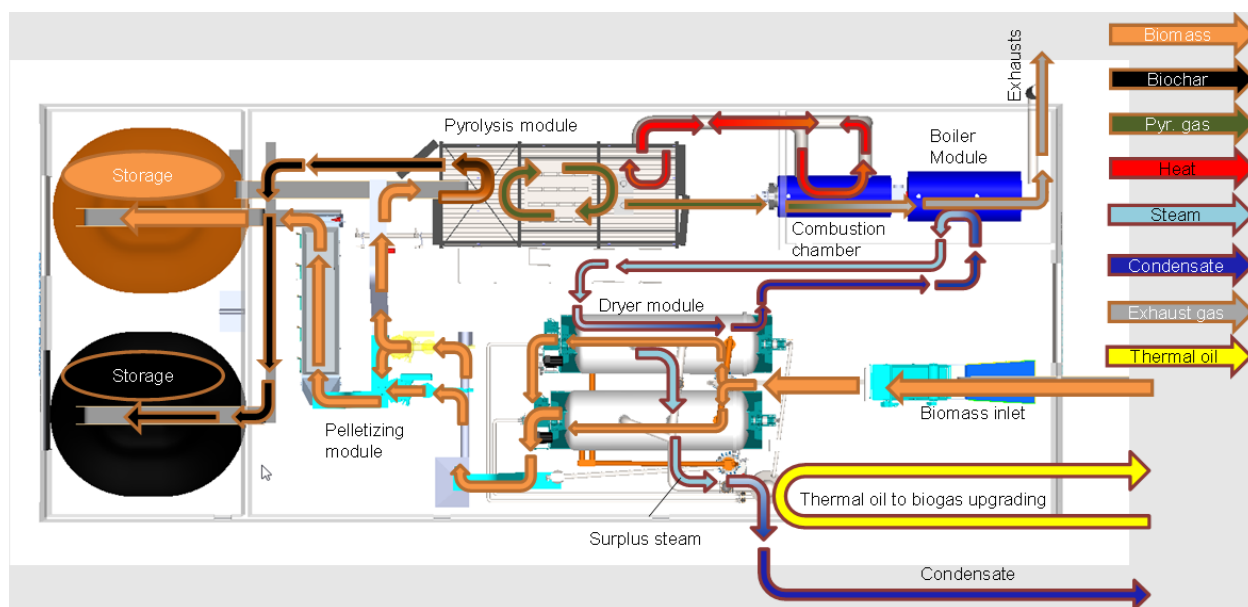 Biomass
Exhausts
Biochar
Pyrolysis module
Pyr. gas
Boiler
Module
Storage
Heat
Steam
Combustion
chamber
Condensate
Dryer module
Exhaust gas
Thermal oil
Storage
Biomass inlet
Pelletizing
module
Thermal oil to biogas upgrading
Surplus steam
Condensate